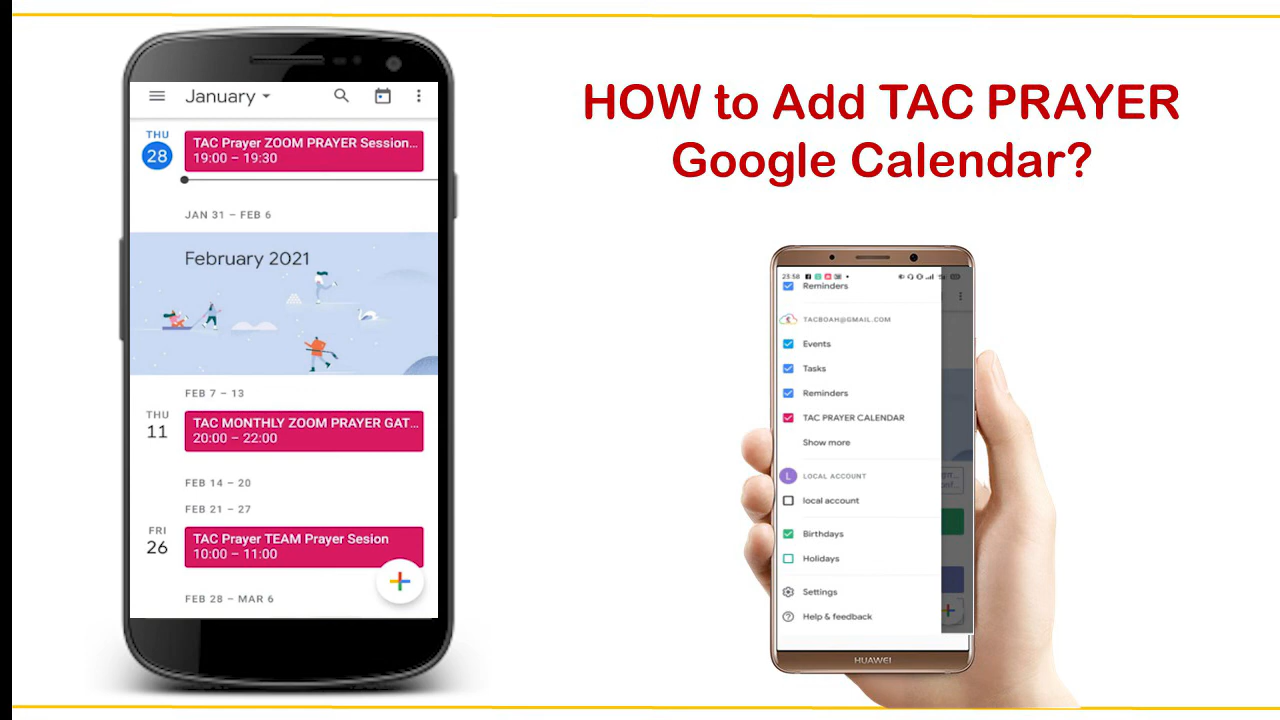 HOW to Add TAC PRAYER
Google Calendar?
January
THU
28
TAC Prayer ZOOM PRAYER Session...
19:00 – 19:30
JAN 31 – FEB 6
February 2021
FEB 7 – 13
THU
11
TAC MONTHLY ZOOM PRAYER GAT...
20:00 – 22:00
FEB 14 – 20
FEB 21 – 27
FRI
26
TAC Prayer TEAM Prayer Sesion
10:00 – 11:00
FEB 28 – MAR 6
23:58
Reminders
TACBOAH@GMAIL.COM
Events
Tasks
Reminders
TAC PRAYER CALENDAR
Show more
L
LOCAL ACCOUNT
local account
Birthdays
Holidays
Settings
Help & feedback
HUAWEI